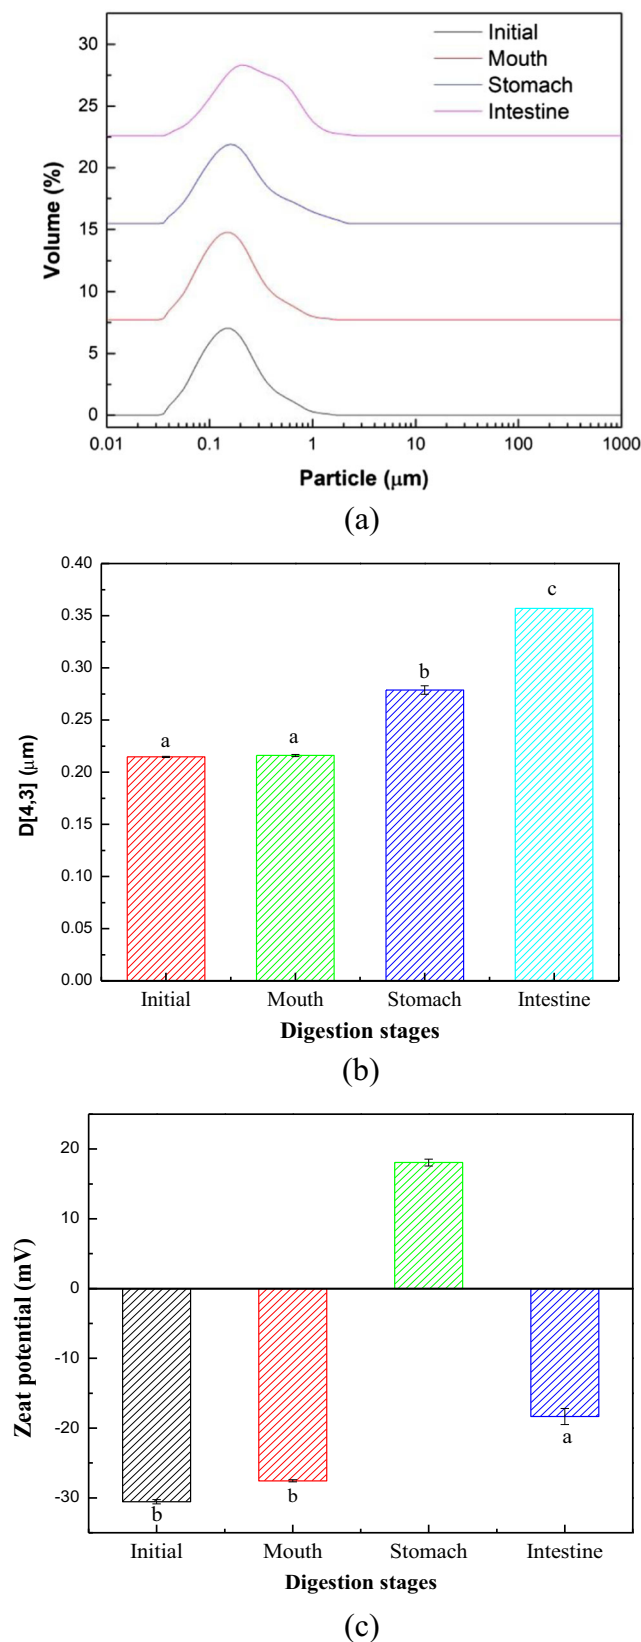 Initial
Mouth
Stomach
Intestine
30
25
20
15
10
5
0
Volume (%)
0.01 0.1 1 10 100 1000
Particle (μm)
(a)
0.40
0.35
0.30
0.25
0.20
0.15
0.10
0.05
0.00
D[4,3] (μm)
a a b c
Initial Mouth Stomach Intestine
Digestion stages
(b)
20
10
0
-10
-20
-30
Zeat potential (mV)
b b a
Initial Mouth Stomach Intestine
Digestion stages
(c)